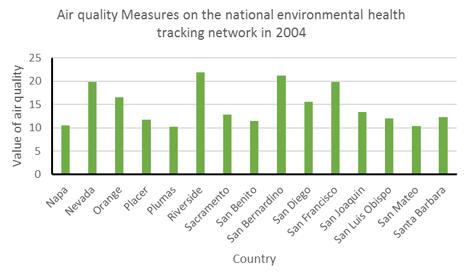 Air quality Measures on the national environmental health
tracking network in 2004
Value of air quality
25
20
15
10
5
0
Napa
Nevada
Orange
Placer
Plumas
Riverside
Sacramento
San Benito
San Bernardino
San Diego
San Francisco
San Joaquin
San Luis Obispo
San Mateo
Santa Barbara
Country